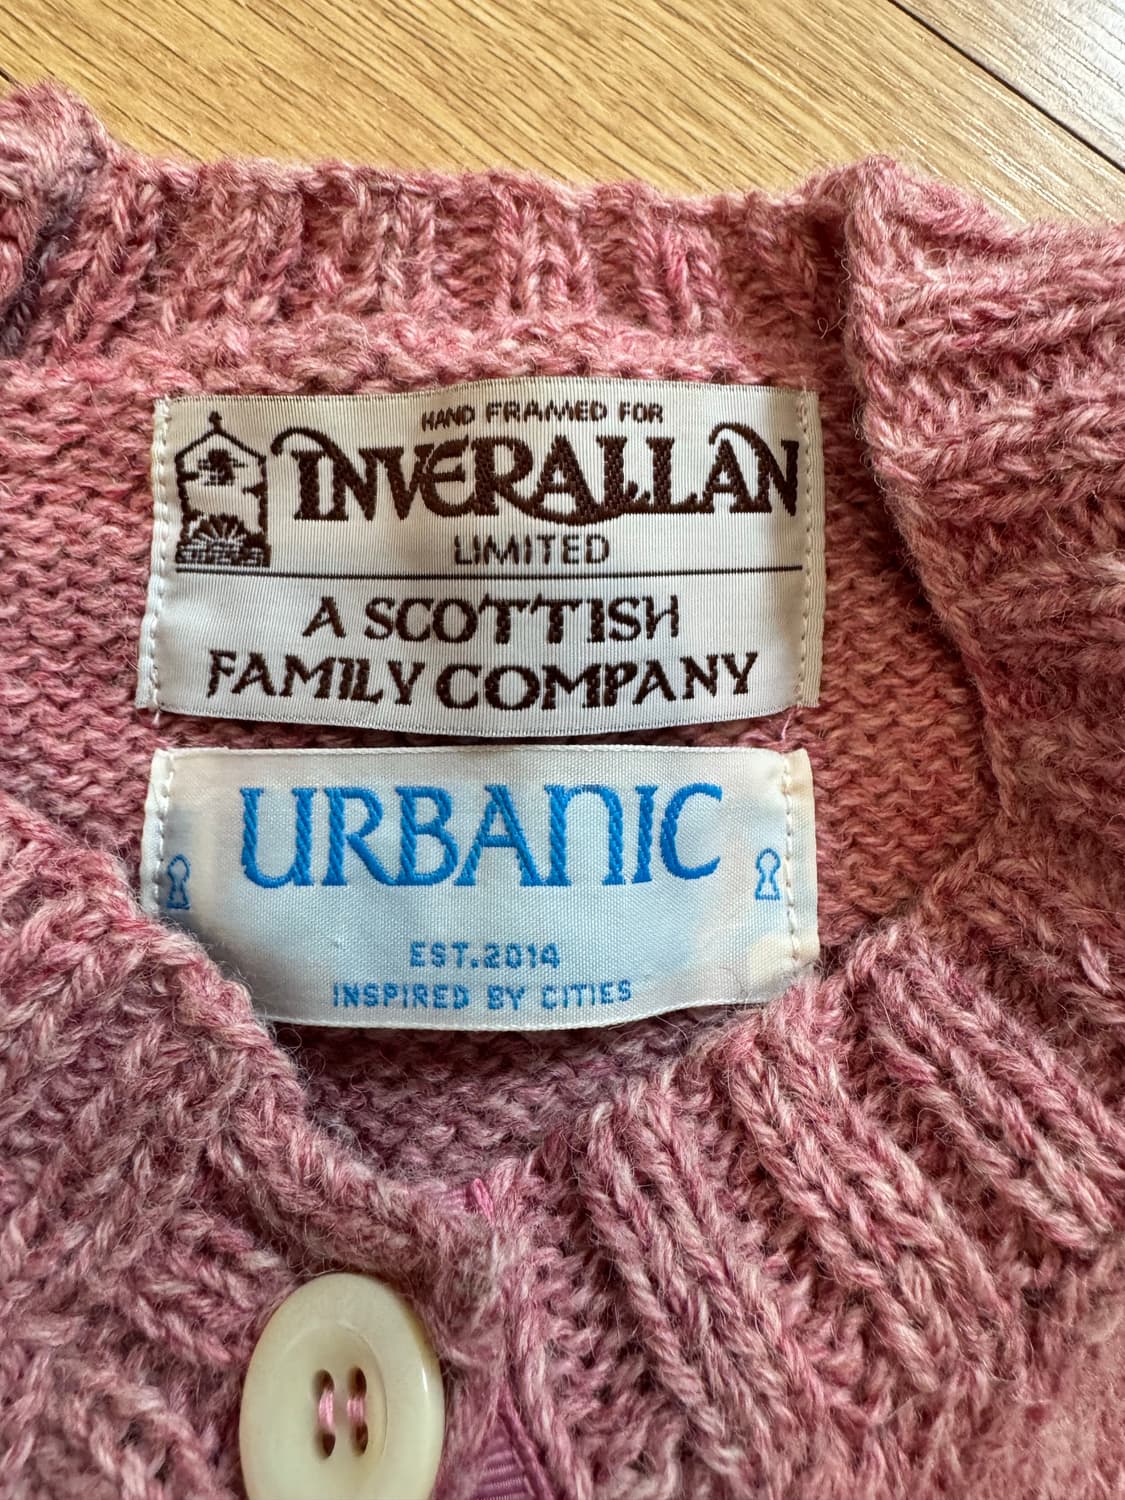 HAND FRAMED FOR
INVERALLAN
LIMITED
A SCOTTISH
FAMILY COMPANY
URBANIC
EST.2014
INSPIRED BY CITIES